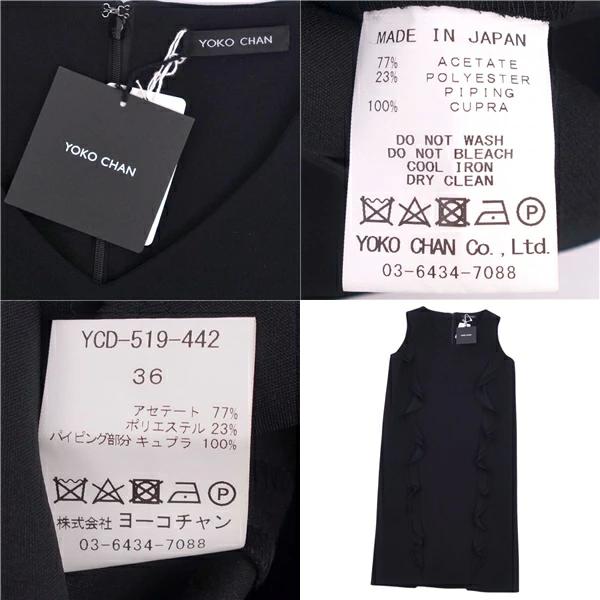 YOKO CHAN
YOKO CHAN
MADE IN JAPAN
77% ACETATE
23% POLYESTER
PIPING
100% CUPRA
DO NOT WASH
DO NOT BLEACH
COOL IRON
DRY CLEAN
P
YOKO CHAN Co., Ltd.
03-6434-7088
YCD-519-442
36
アセテート 77%
ポリエステル 23%
パイピング部分 キュプラ 100%
P
株式会社 ヨーコチャン
03-6434-7088
YOKO CHAN